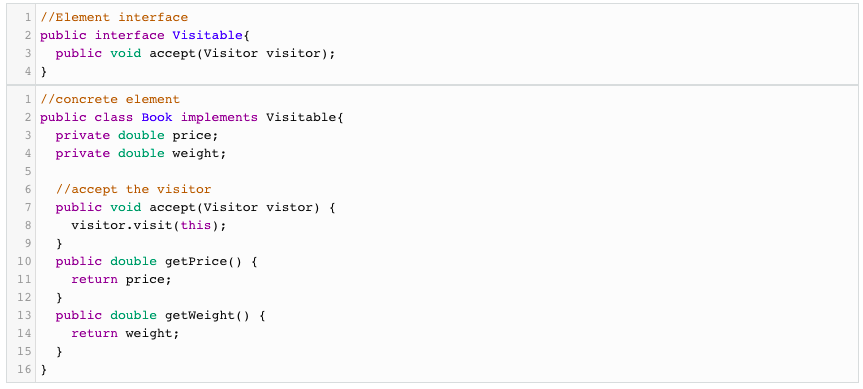 1 //Element interface
2 public interface Visitable{
3   public void accept(Visitor visitor);
4 }
1 //concrete element
2 public class Book implements Visitable{
3   private double price;
4   private double weight;
5
6   //accept the visitor
7   public void accept(Visitor vistor) {
8     visitor.visit(this);
9   }
10   public double getPrice() {
11     return price;
12   }
13   public double getWeight() {
14     return weight;
15   }
16 }